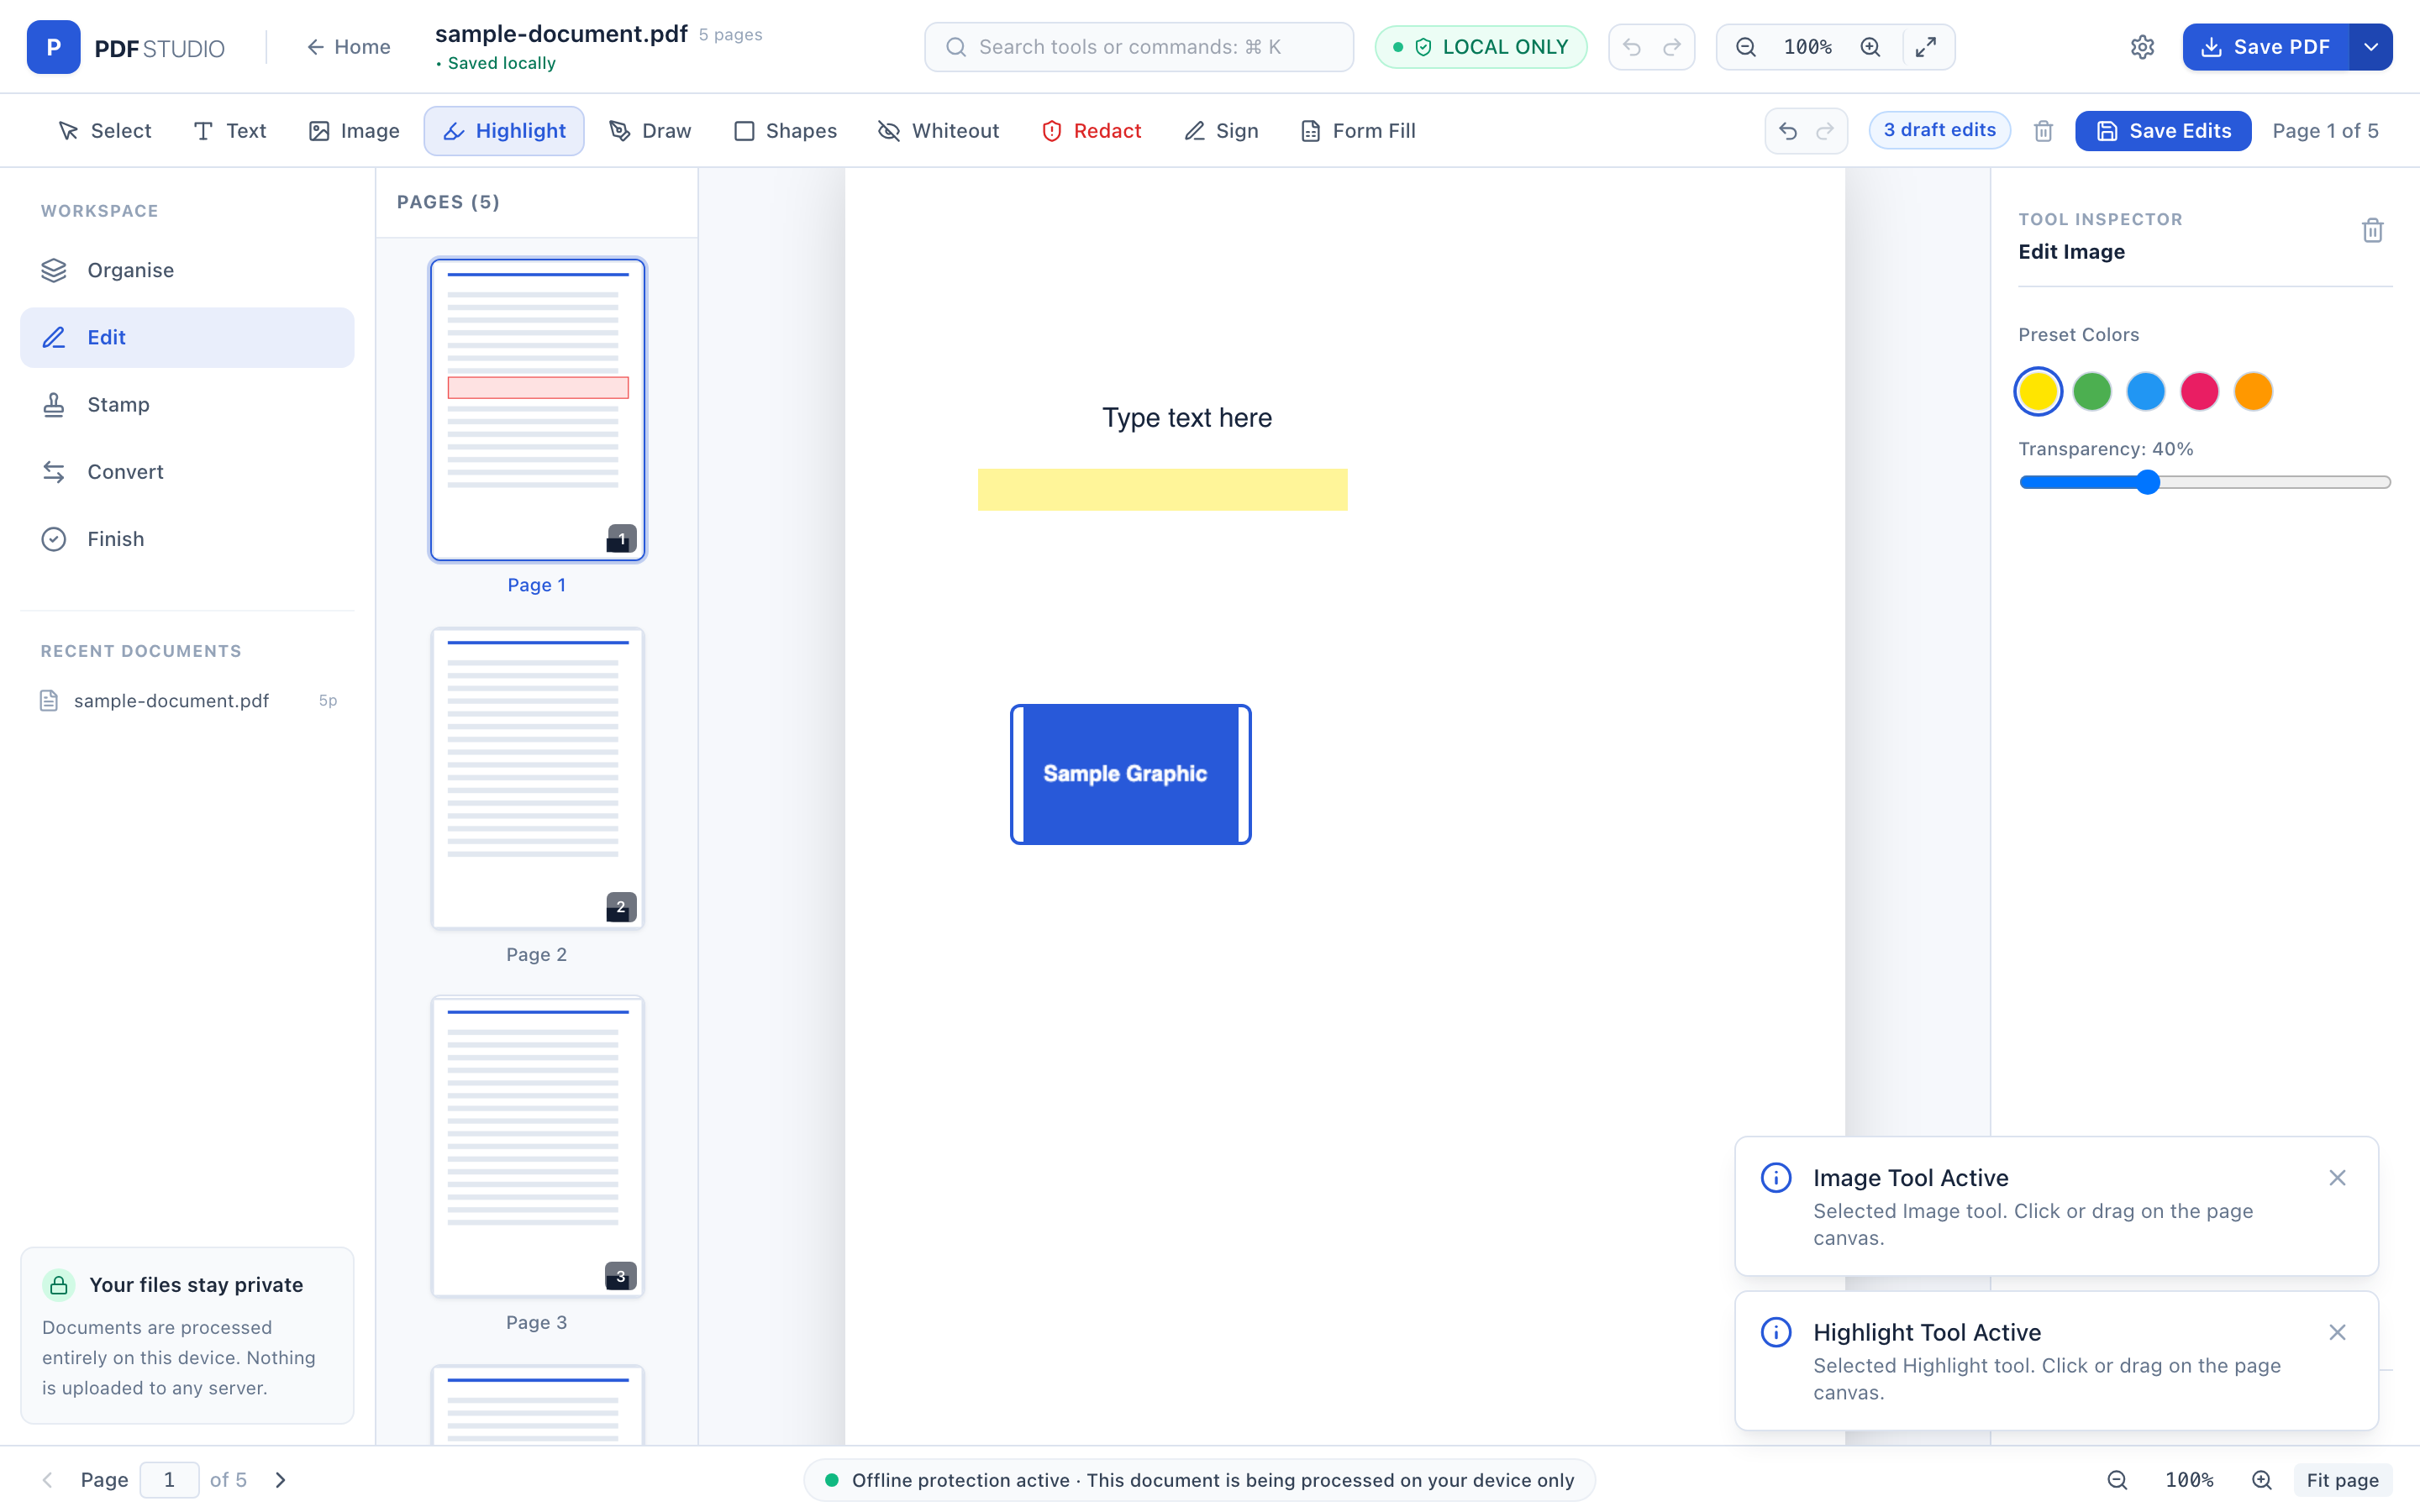 P PDF STUDIO
Home
sample-document.pdf 5 pages
• Saved locally
Search tools or commands: ⌘ K
LOCAL ONLY
100%
Save PDF
Select
Text
Image
Highlight
Draw
Shapes
Whiteout
Redact
Sign
Form Fill
3 draft edits
Save Edits
Page 1 of 5
WORKSPACE
Organise
Edit
Stamp
Convert
Finish
RECENT DOCUMENTS
sample-document.pdf 5p
Your files stay private
Documents are processed
entirely on this device. Nothing
is uploaded to any server.
PAGES (5)
1
Page 1
2
Page 2
3
Page 3
Type text here
Sample Graphic
TOOL INSPECTOR
Edit Image
Preset Colors
Transparency: 40%
Image Tool Active
Selected Image tool. Click or drag on the page
canvas.
Highlight Tool Active
Selected Highlight tool. Click or drag on the page
canvas.
Page 1 of 5
Offline protection active · This document is being processed on your device only
100%
Fit page